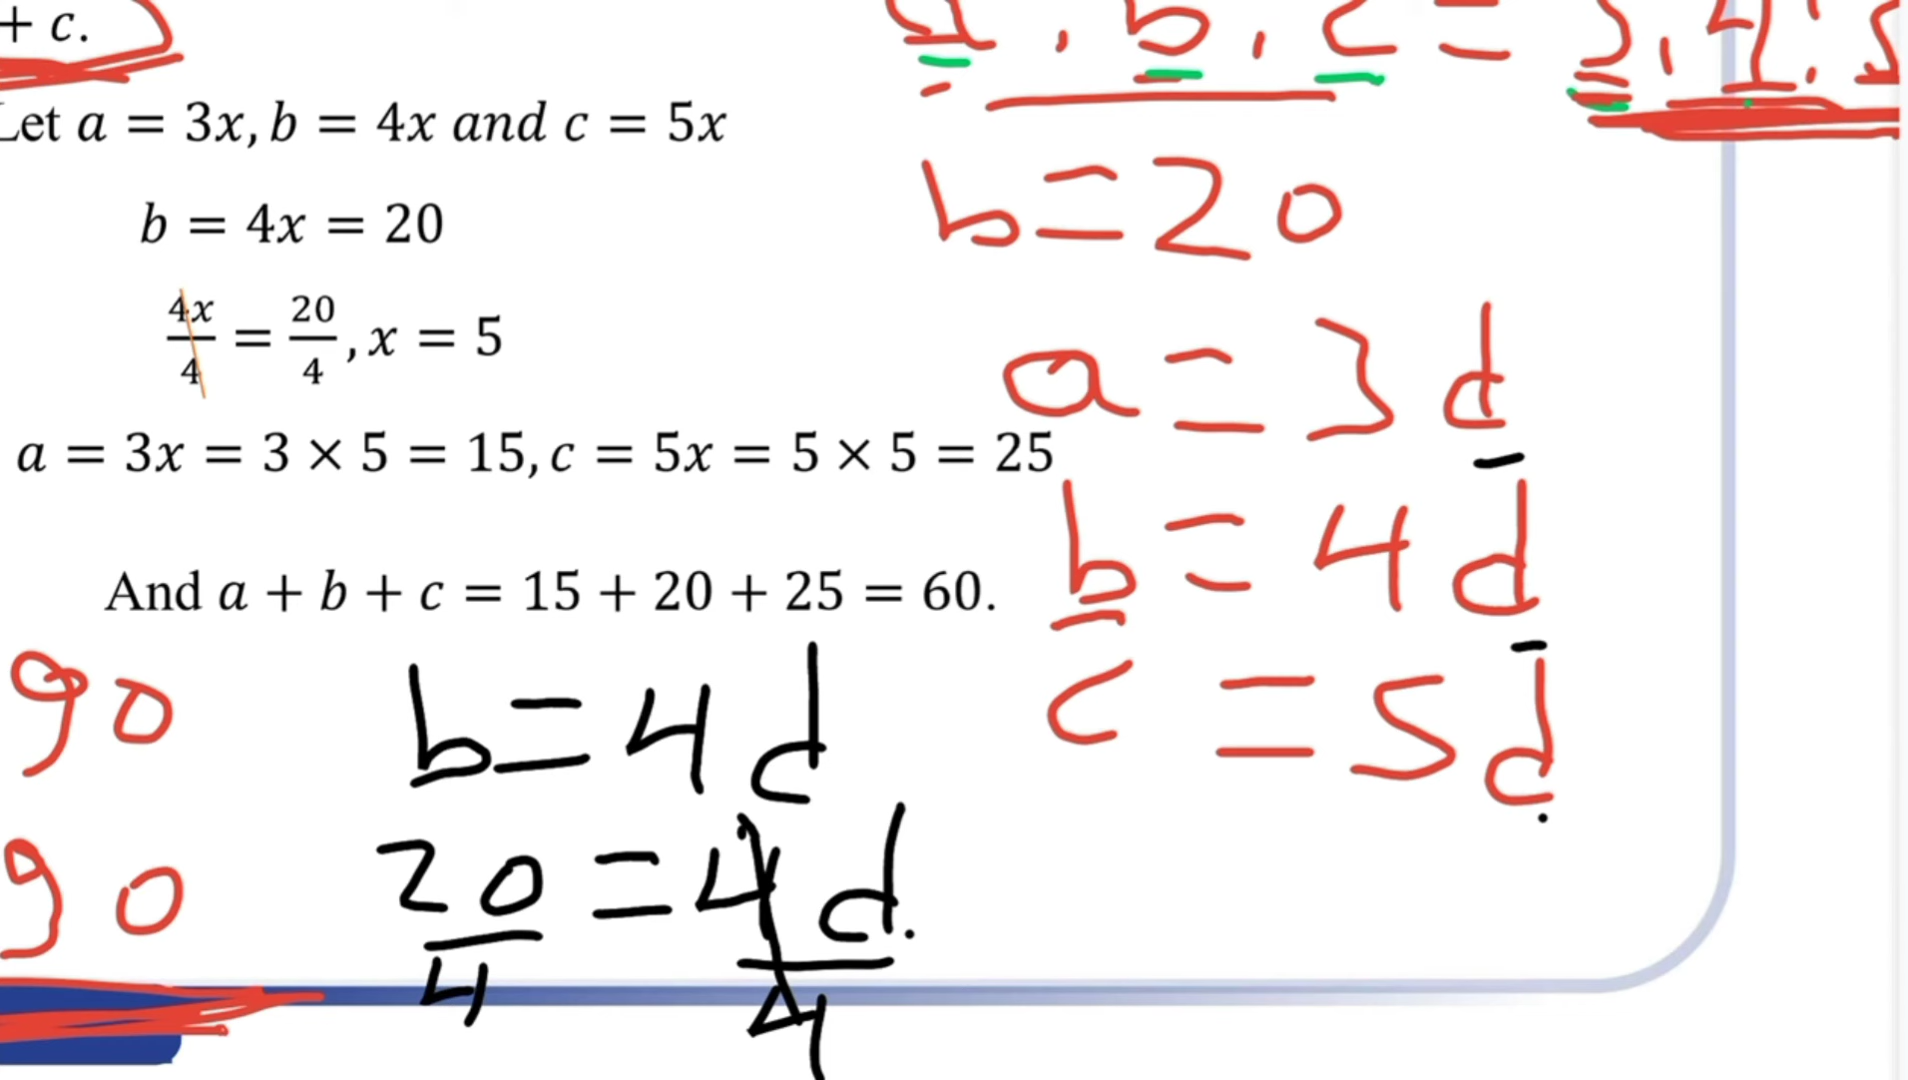 + c.
a, b, c = 3, 4, 5
Let a = 3x, b = 4x and c = 5x
b = 20
b = 4x = 20
4x/4 = 20/4, x = 5
a = 3d
a = 3x = 3 × 5 = 15, c = 5x = 5 × 5 = 25
b = 4d
And a + b + c = 15 + 20 + 25 = 60.
c = 5d
90
b = 4d
90
20/4 = 4d/4